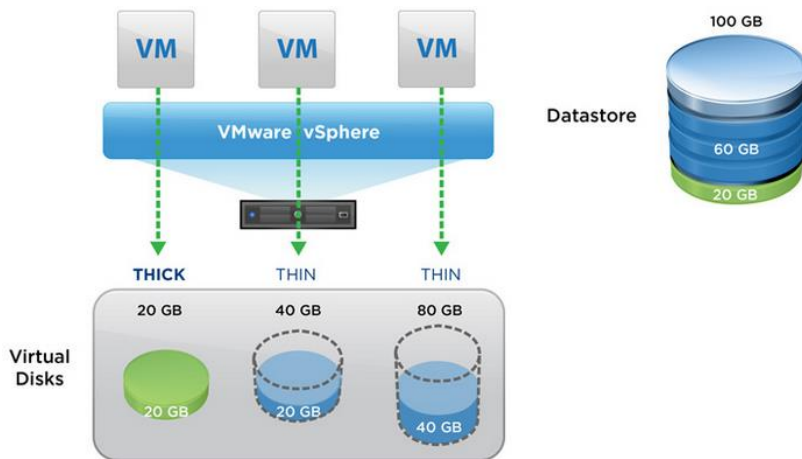 VM
VM
VM
100 GB
Datastore
60 GB
20 GB
VMware vSphere
THICK
THIN
THIN
20 GB
40 GB
80 GB
Virtual
Disks
20 GB
20 GB
40 GB